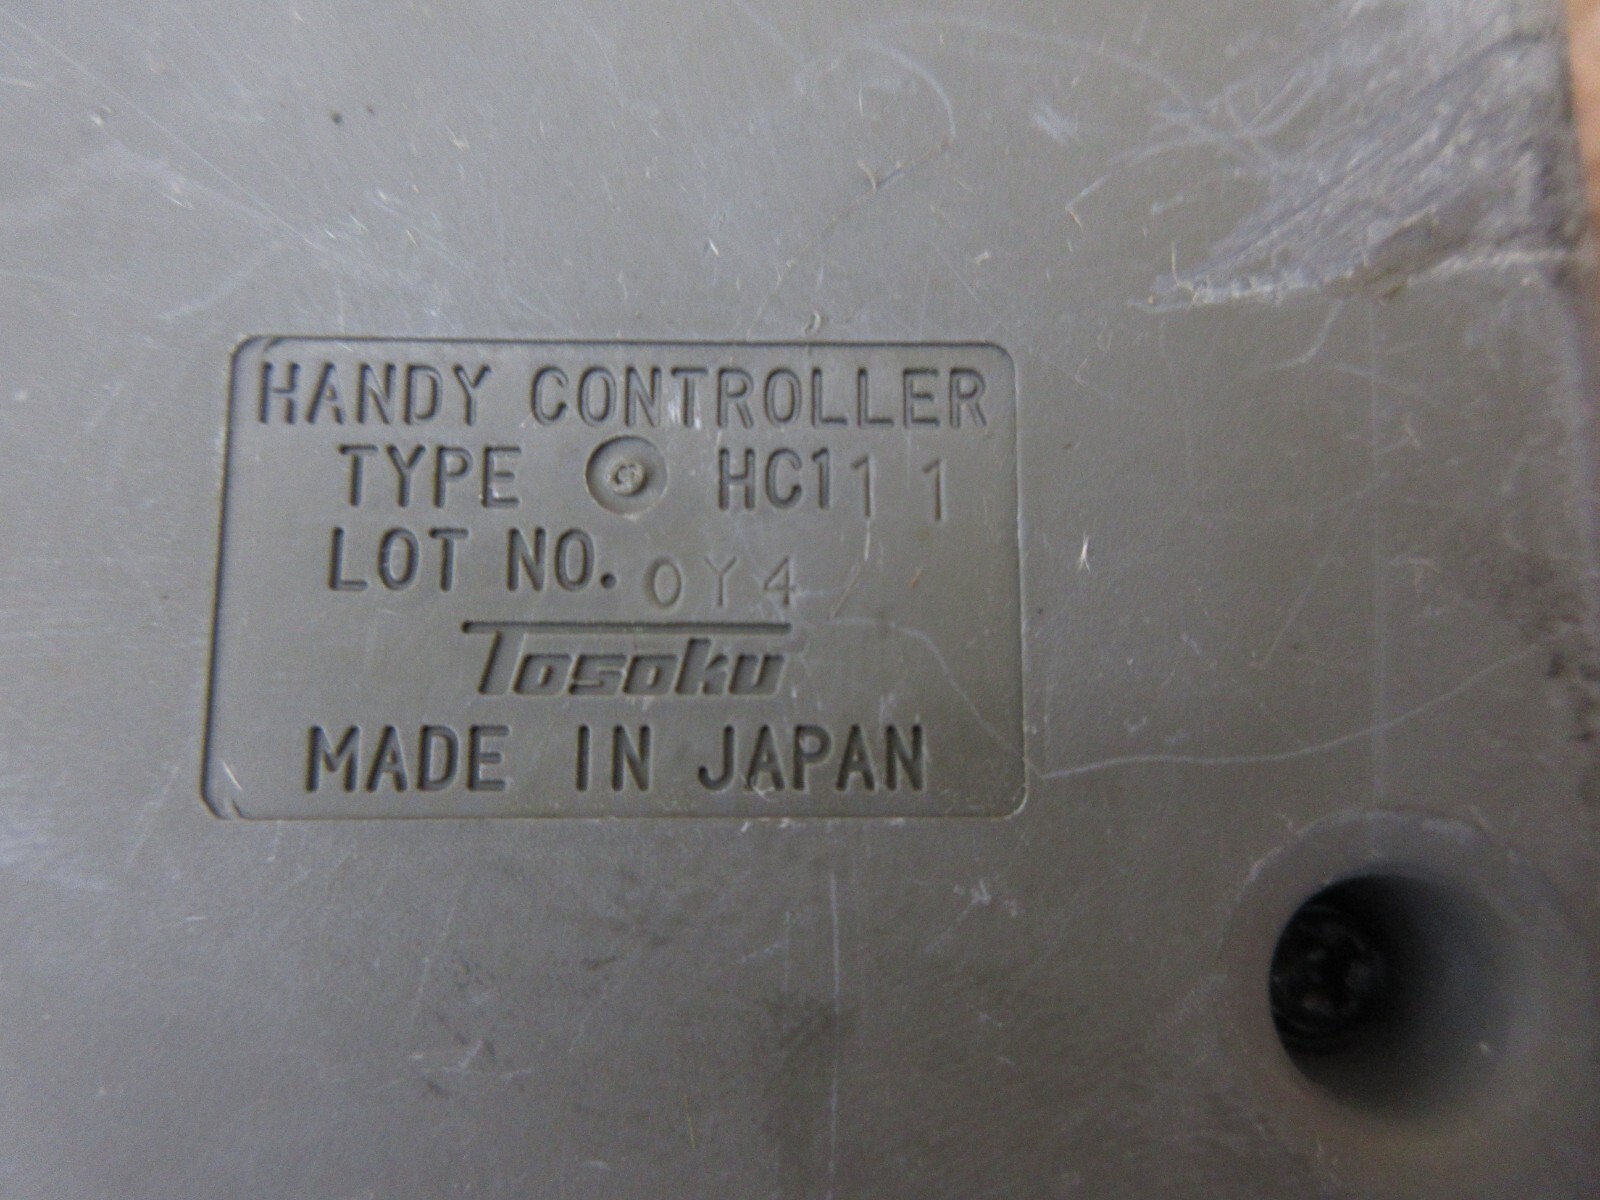 HANDY CONTROLLER
TYPE HC11 1
LOT NO. 0Y4
Tosoku
MADE IN JAPAN